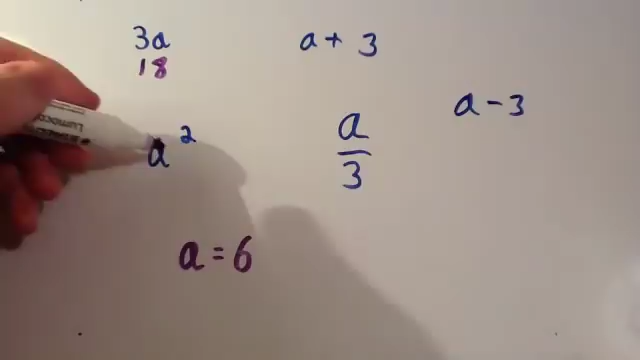 3a
18
a + 3
a - 3
a²
a/3
a = 6